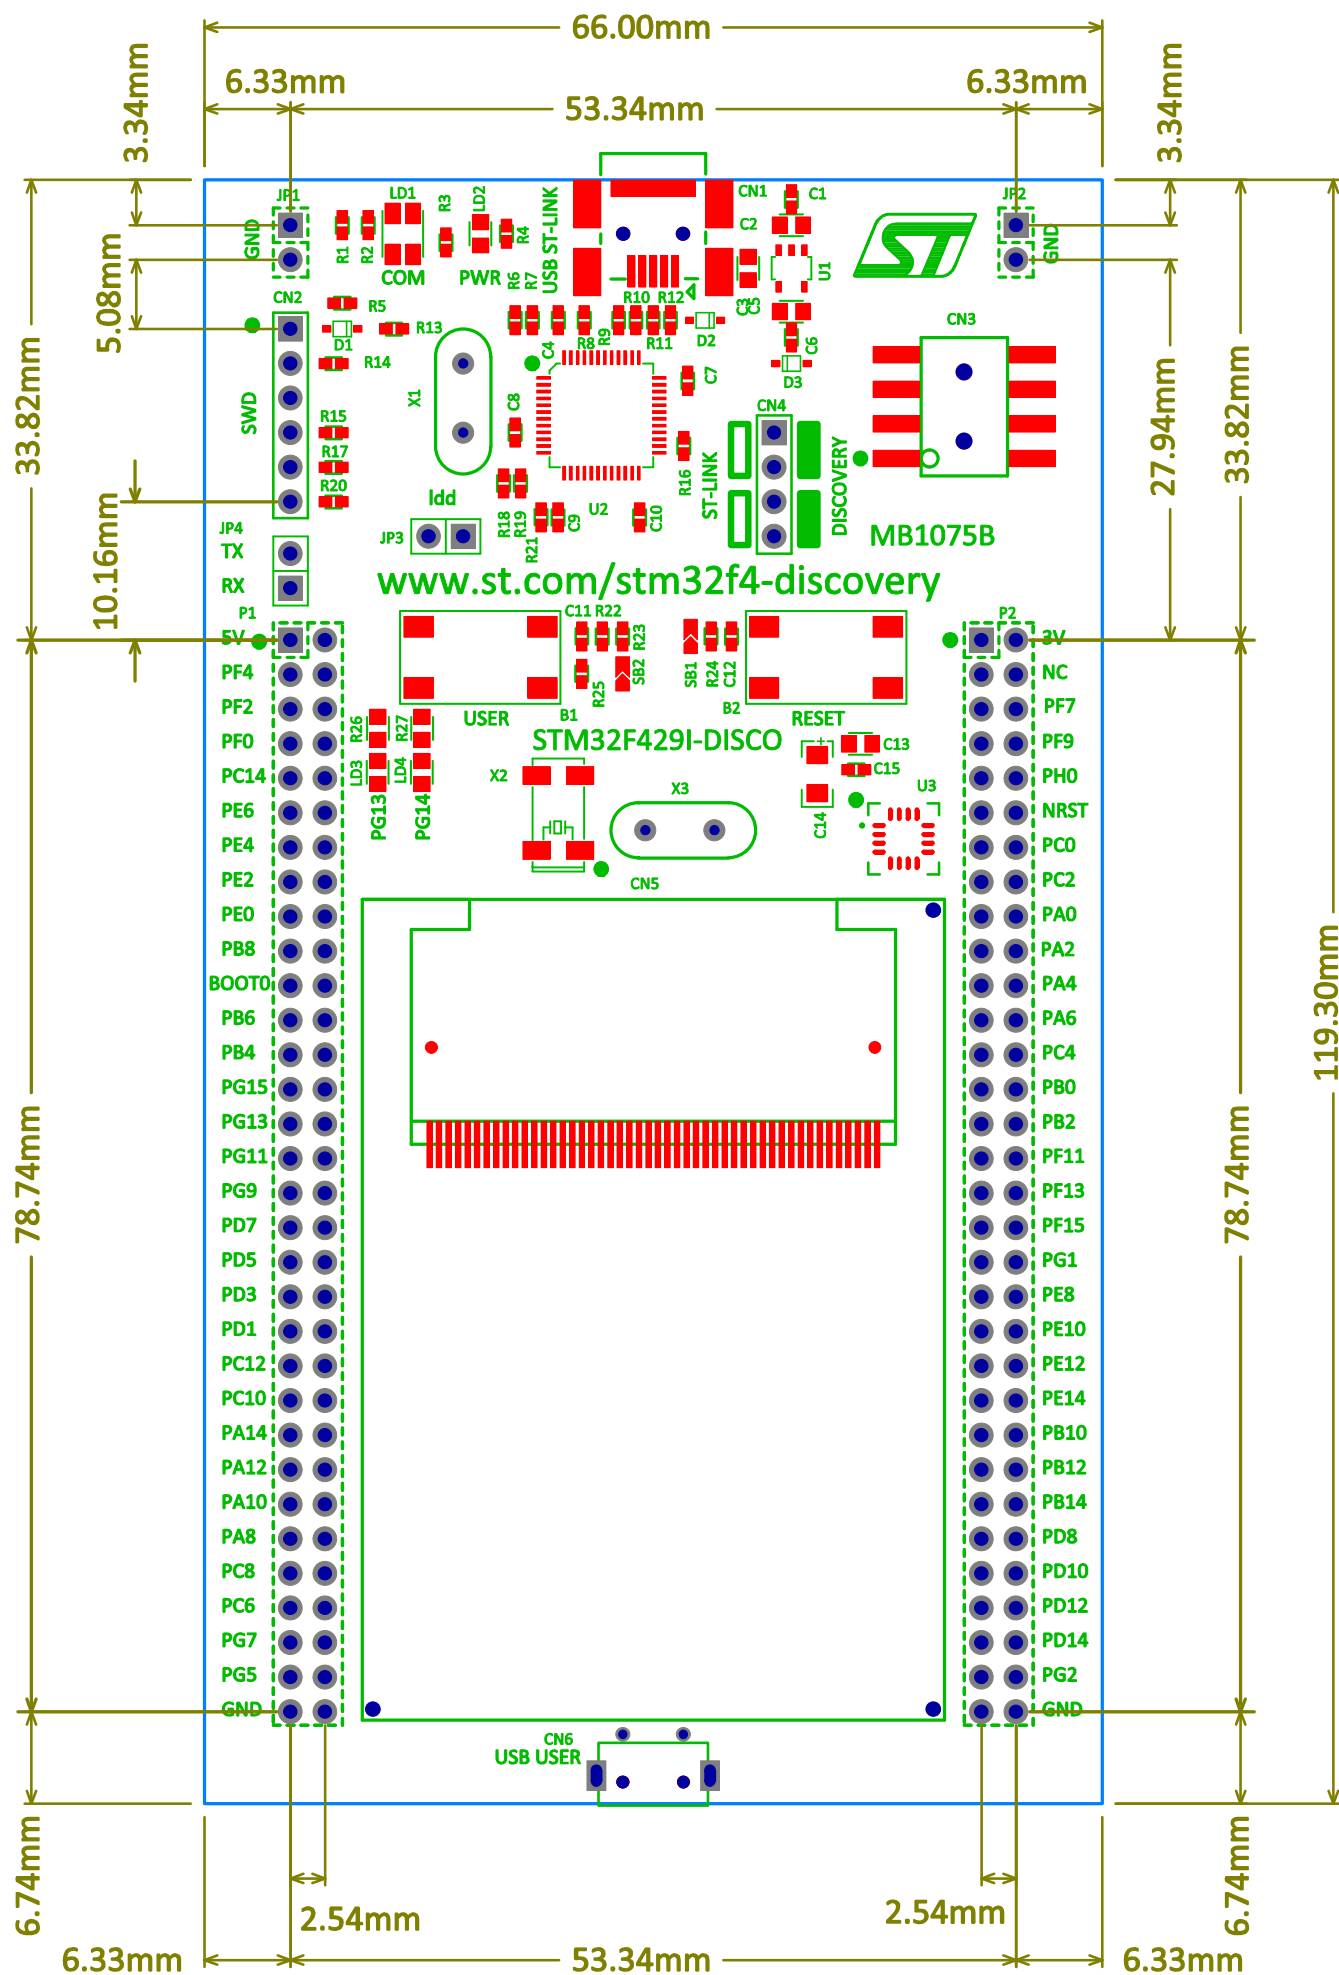 66.00mm
6.33mm
6.33mm
53.34mm
3.34mm
3.34mm
JP1
LD1
R3
LD2
USB ST-LINK
CN1
C1
JP2
GND
R1
R2
R4
C2
ST
GND
COM
PWR
U1
R6
R7
5.08mm
CN2
R5
R10
R12
C3
C5
D1
R13
C4
R8
R9
R11
D2
C6
CN3
R14
D3
33.82mm
27.94mm
33.82mm
X1
C7
SWD
C8
CN4
R15
R17
R16
ST-LINK
DISCOVERY
R20
Idd
R18
R19
U2
C9
C10
JP4
JP3
R21
MB1075B
TX
10.16mm
www.st.com/stm32f4-discovery
RX
P1
C11
R22
P2
5V
R23
3V
PF4
R25
SB2
SB1
R24
C12
NC
PF2
USER
B1
B2
RESET
PF7
R26
R27
PF0
STM32F429I-DISCO
+
C13
PF9
PC14
LD3
LD4
X2
C15
PH0
PE6
PG13
PG14
X3
C14
U3
NRST
PE4
PC0
PE2
CN5
PC2
PE0
PA0
PB8
PA2
BOOT0
PA4
PB6
PA6
PB4
PC4
119.30mm
PG15
PB0
PG13
PB2
78.74mm
PG11
PF11
78.74mm
PG9
PF13
PD7
PF15
PD5
PG1
PD3
PE8
PD1
PE10
PC12
PE12
PC10
PE14
PA14
PB10
PA12
PB12
PA10
PB14
PA8
PD8
PC8
PD10
PC6
PD12
PG7
PD14
PG5
PG2
GND
GND
CN6
USB USER
6.74mm
6.74mm
2.54mm
2.54mm
6.33mm
53.34mm
6.33mm